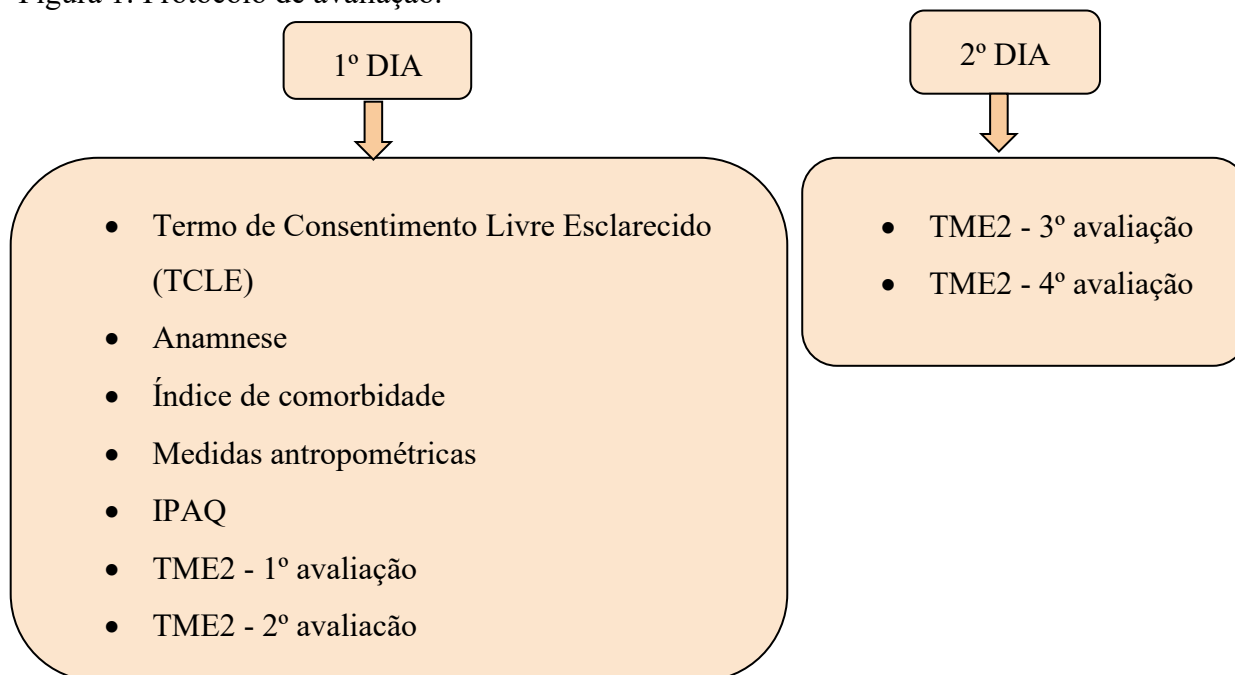 Figura 1. Protocolo de avaliação.
1º DIA
• Termo de Consentimento Livre Esclarecido
(TCLE)
• Anamnese
• Índice de comorbidade
• Medidas antropométricas
• IPAQ
• TME2 - 1º avaliação
• TME2 - 2º avaliacão
2º DIA
• TME2 - 3º avaliação
• TME2 - 4º avaliação